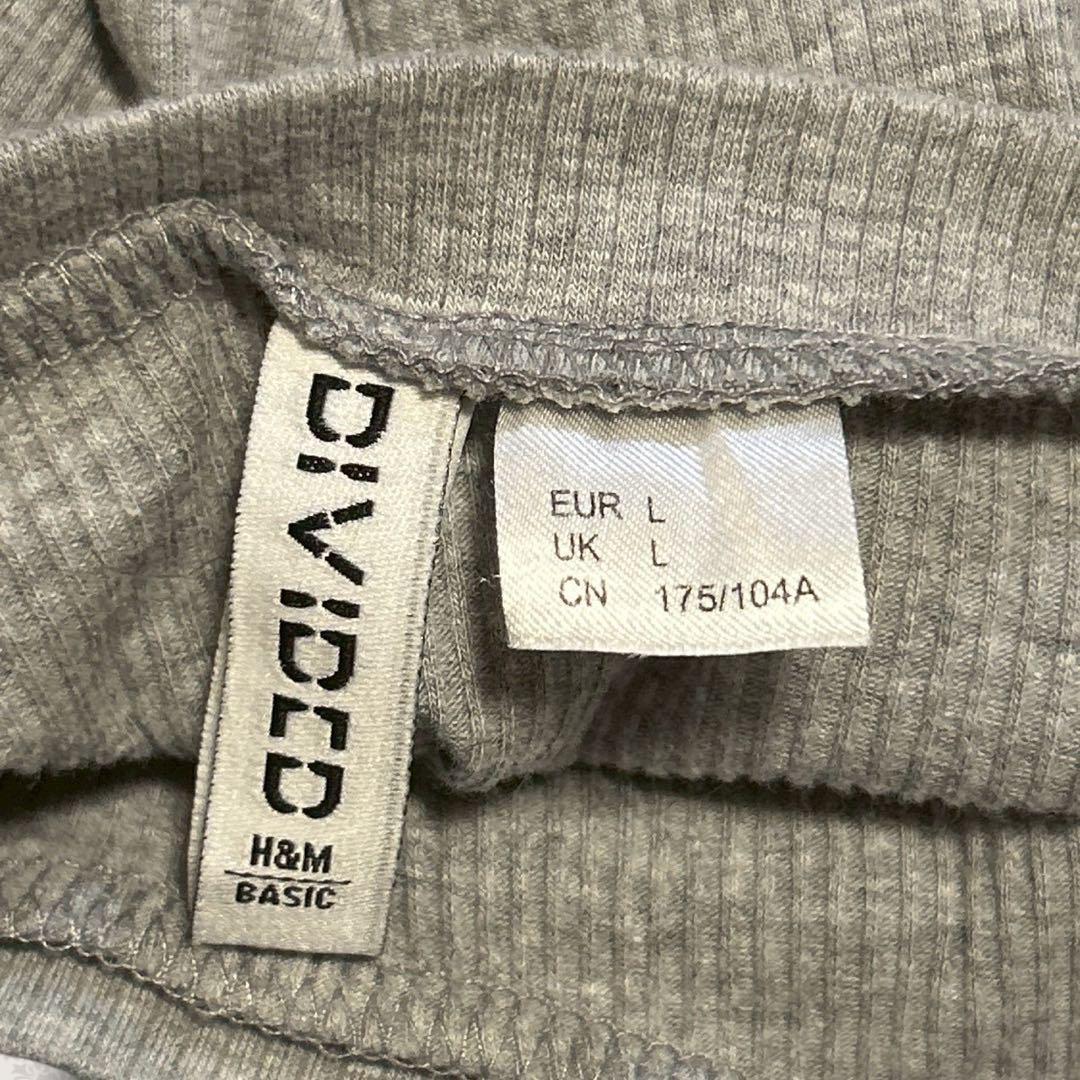 DIVIDED
H&M
BASIC
EUR L
UK L
CN 175/104A